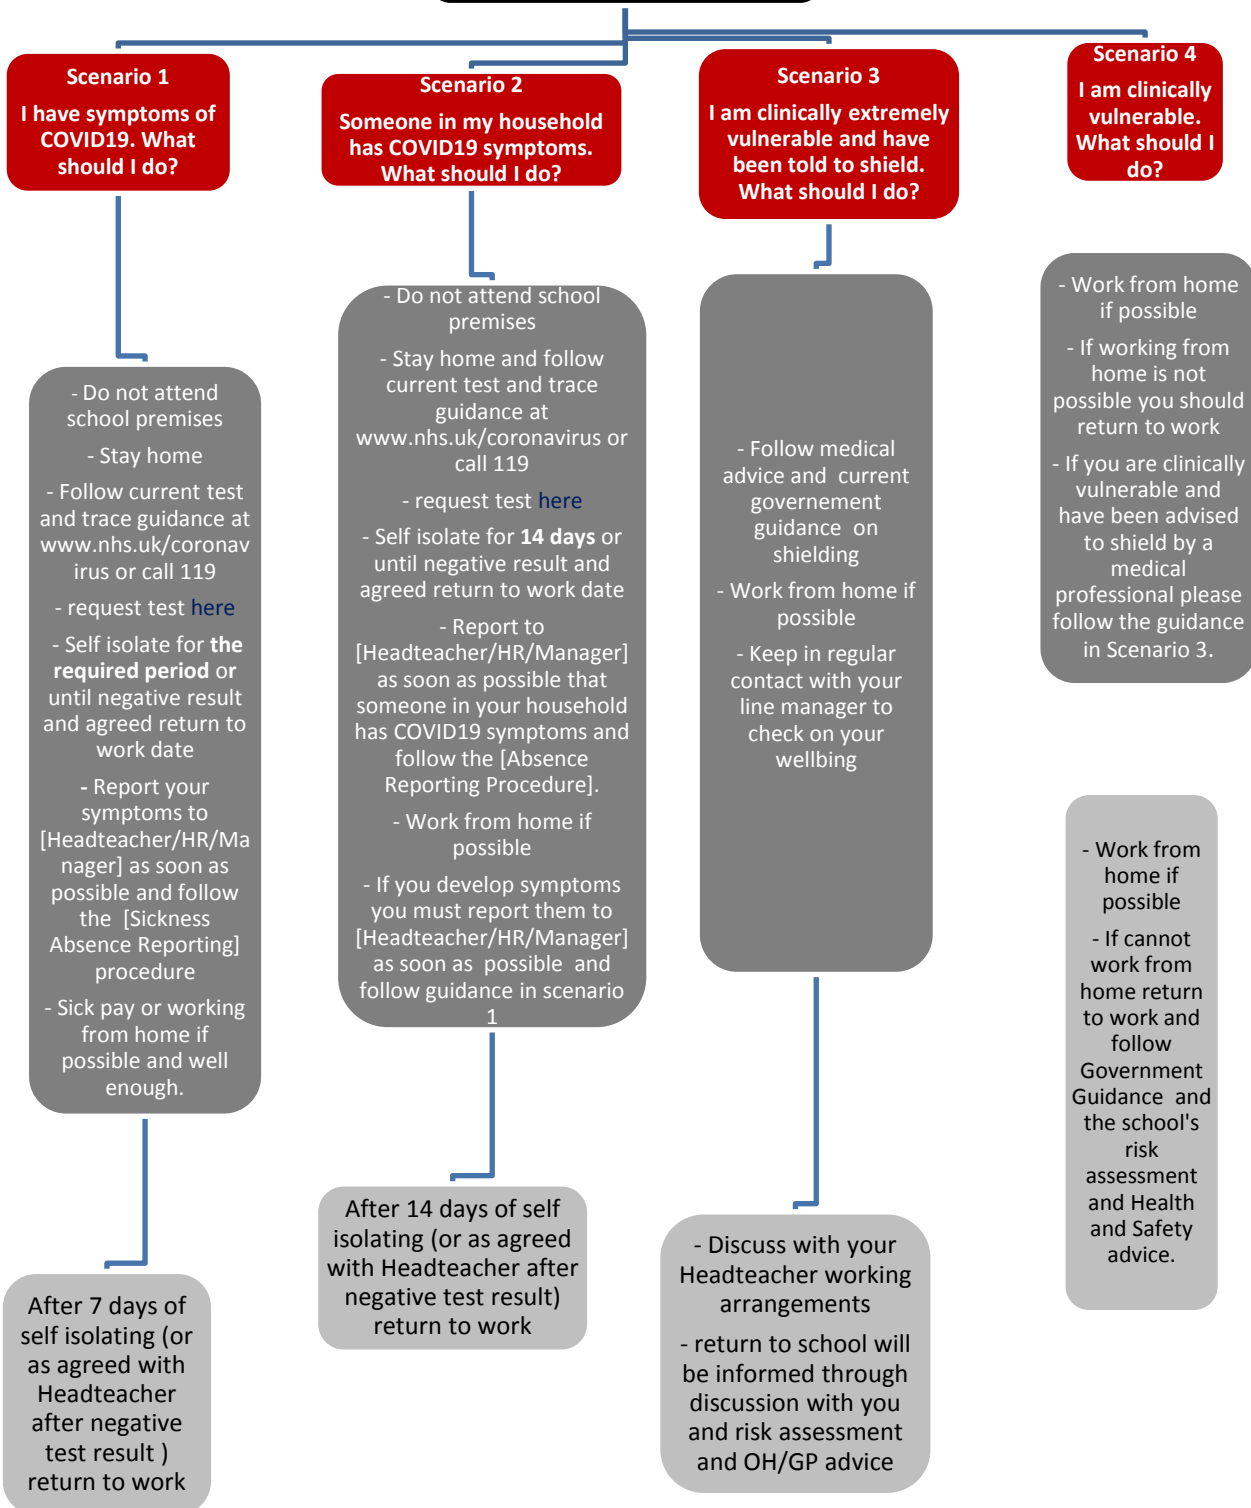 Scenario 1
I have symptoms of
COVID19. What
should I do?
- Do not attend
school premises
- Stay home
- Follow current test
and trace guidance at
www.nhs.uk/coronav
irus or call 119
- request test here
- Self isolate for the
required period or
until negative result
and agreed return to
work date
- Report your
symptoms to
[Headteacher/HR/Ma
nager] as soon as
possible and follow
the [Sickness
Absence Reporting]
procedure
- Sick pay or working
from home if
possible and well
enough.
After 7 days of
self isolating (or
as agreed with
Headteacher
after negative
test result )
return to work
Scenario 2
Someone in my household
has COVID19 symptoms.
What should I do?
- Do not attend school
premises
- Stay home and follow
current test and trace
guidance at
www.nhs.uk/coronavirus or
call 119
- request test here
- Self isolate for 14 days or
until negative result and
agreed return to work date
- Report to
[Headteacher/HR/Manager]
as soon as possible that
someone in your household
has COVID19 symptoms and
follow the [Absence
Reporting Procedure].
- Work from home if
possible
- If you develop symptoms
you must report them to
[Headteacher/HR/Manager]
as soon as possible and
follow guidance in scenario
1
After 14 days of self
isolating (or as agreed
with Headteacher after
negative test result)
return to work
Scenario 3
I am clinically extremely
vulnerable and have
been told to shield.
What should I do?
- Follow medical
advice and current
governement
guidance on
shielding
- Work from home if
possible
- Keep in regular
contact with your
line manager to
check on your
wellbing
- Discuss with your
Headteacher working
arrangements
- return to school will
be informed through
discussion with you
and risk assessment
and OH/GP advice
Scenario 4
I am clinically
vulnerable.
What should I
do?
- Work from home
if possible
- If working from
home is not
possible you should
return to work
- If you are clinically
vulnerable and
have been advised
to shield by a
medical
professional please
follow the guidance
in Scenario 3.
- Work from
home if
possible
- If cannot
work from
home return
to work and
follow
Government
Guidance and
the school's
risk
assessment
and Health
and Safety
advice.